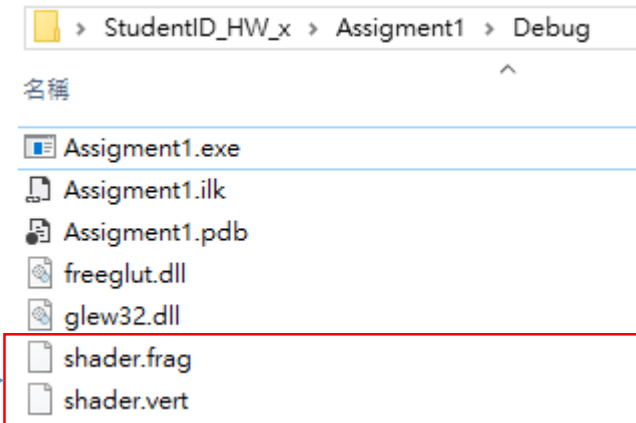 StudentID_HW_x > Assigment1 > Debug
名稱
Assigment1.exe
Assigment1.ilk
Assigment1.pdb
freeglut.dll
glew32.dll
shader.frag
shader.vert